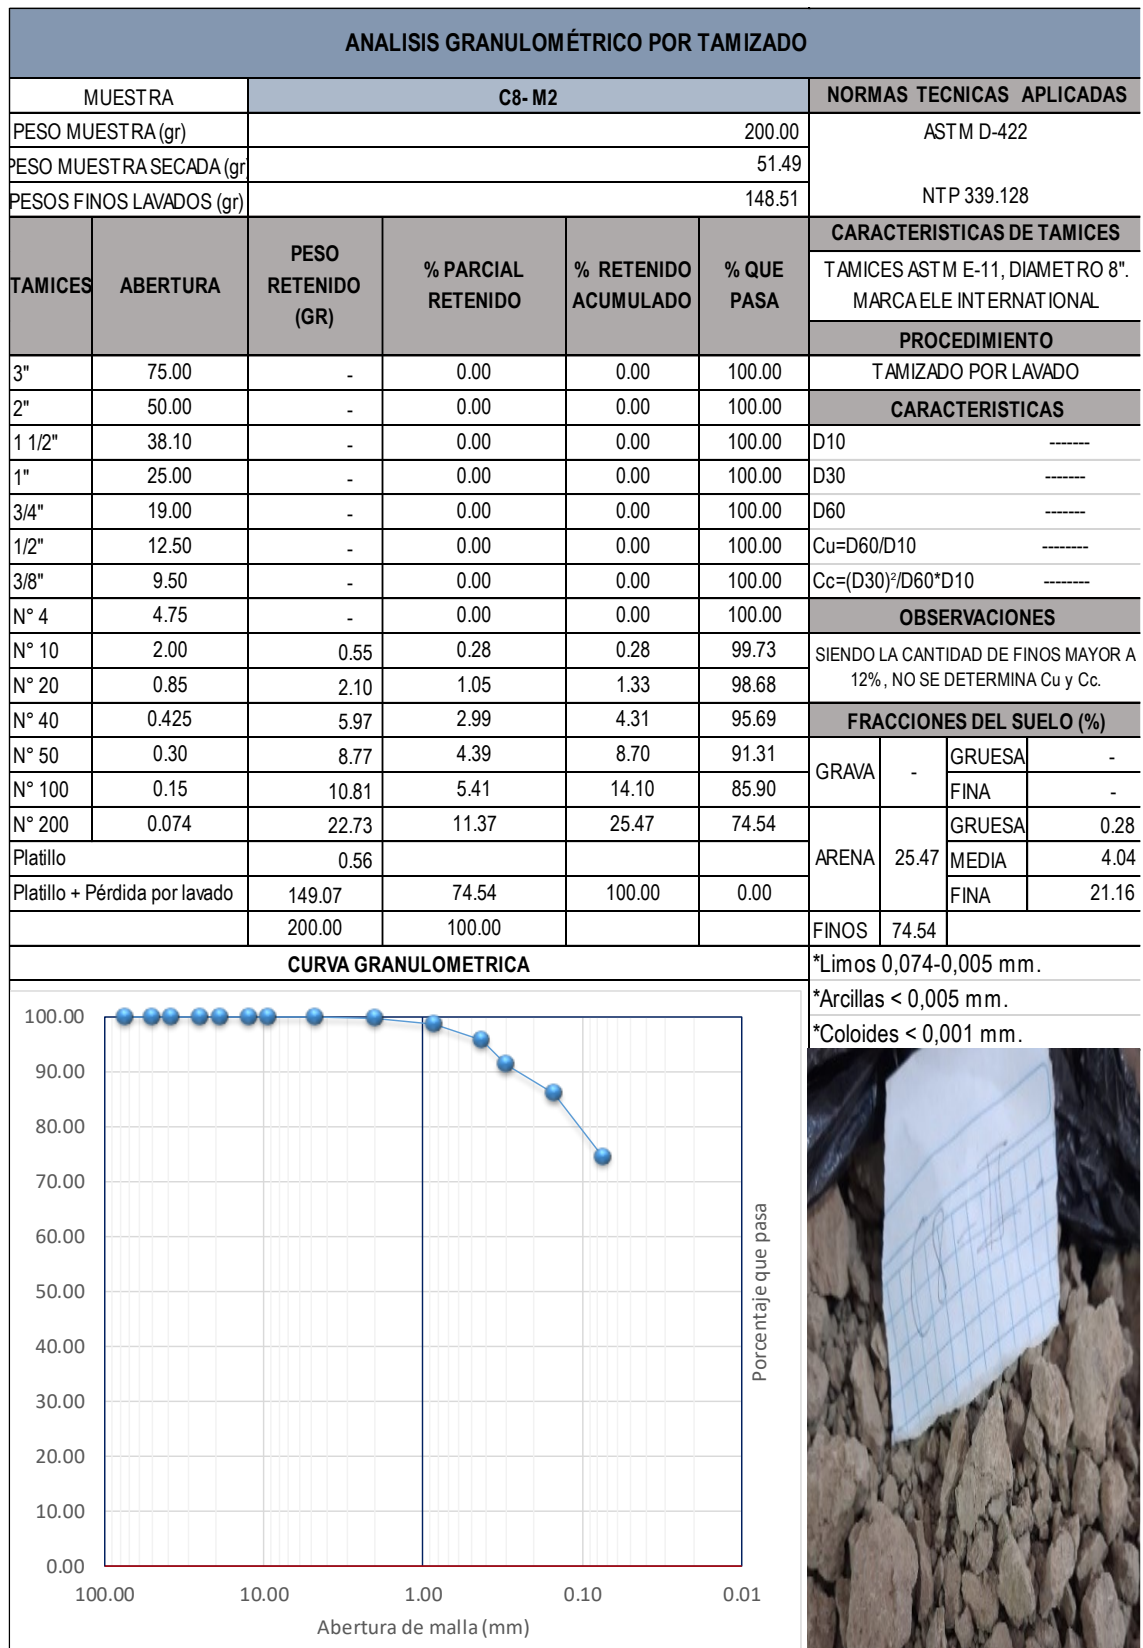 ANALISIS GRANULOMÉTRICO POR TAMIZADO
MUESTRA C8- M2 NORMAS TECNICAS APLICADAS
PESO MUESTRA (gr) 200.00 ASTM D-422
PESO MUESTRA SECADA (gr) 51.49
PESOS FINOS LAVADOS (gr) 148.51 NTP 339.128
TAMICES ABERTURA PESO RETENIDO (GR) % PARCIAL RETENIDO % RETENIDO ACUMULADO % QUE PASA
CARACTERISTICAS DE TAMICES
TAMICES ASTM E-11, DIAMETRO 8".
MARCA ELE INTERNATIONAL
PROCEDIMIENTO
3" 75.00 - 0.00 0.00 100.00 TAMIZADO POR LAVADO
2" 50.00 - 0.00 0.00 100.00 CARACTERISTICAS
1 1/2" 38.10 - 0.00 0.00 100.00 D10 -------
1" 25.00 - 0.00 0.00 100.00 D30 -------
3/4" 19.00 - 0.00 0.00 100.00 D60 -------
1/2" 12.50 - 0.00 0.00 100.00 Cu=D60/D10 --------
3/8" 9.50 - 0.00 0.00 100.00 Cc=(D30)²/D60*D10 --------
N° 4 4.75 - 0.00 0.00 100.00 OBSERVACIONES
N° 10 2.00 0.55 0.28 0.28 99.73 SIENDO LA CANTIDAD DE FINOS MAYOR A
N° 20 0.85 2.10 1.05 1.33 98.68 12%, NO SE DETERMINA Cu y Cc.
N° 40 0.425 5.97 2.99 4.31 95.69 FRACCIONES DEL SUELO (%)
N° 50 0.30 8.77 4.39 8.70 91.31 GRAVA - GRUESA -
N° 100 0.15 10.81 5.41 14.10 85.90 FINA -
N° 200 0.074 22.73 11.37 25.47 74.54 GRUESA 0.28
Platillo 0.56 ARENA 25.47 MEDIA 4.04
Platillo + Pérdida por lavado 149.07 74.54 100.00 0.00 FINA 21.16
200.00 100.00 FINOS 74.54
CURVA GRANULOMETRICA
*Limos 0,074-0,005 mm.
*Arcillas < 0,005 mm.
*Coloides < 0,001 mm.
100.00
90.00
80.00
70.00
60.00
50.00
40.00
30.00
20.00
10.00
0.00
100.00 10.00 1.00 0.10 0.01
Abertura de malla (mm)
Porcentaje que pasa
C8 - II